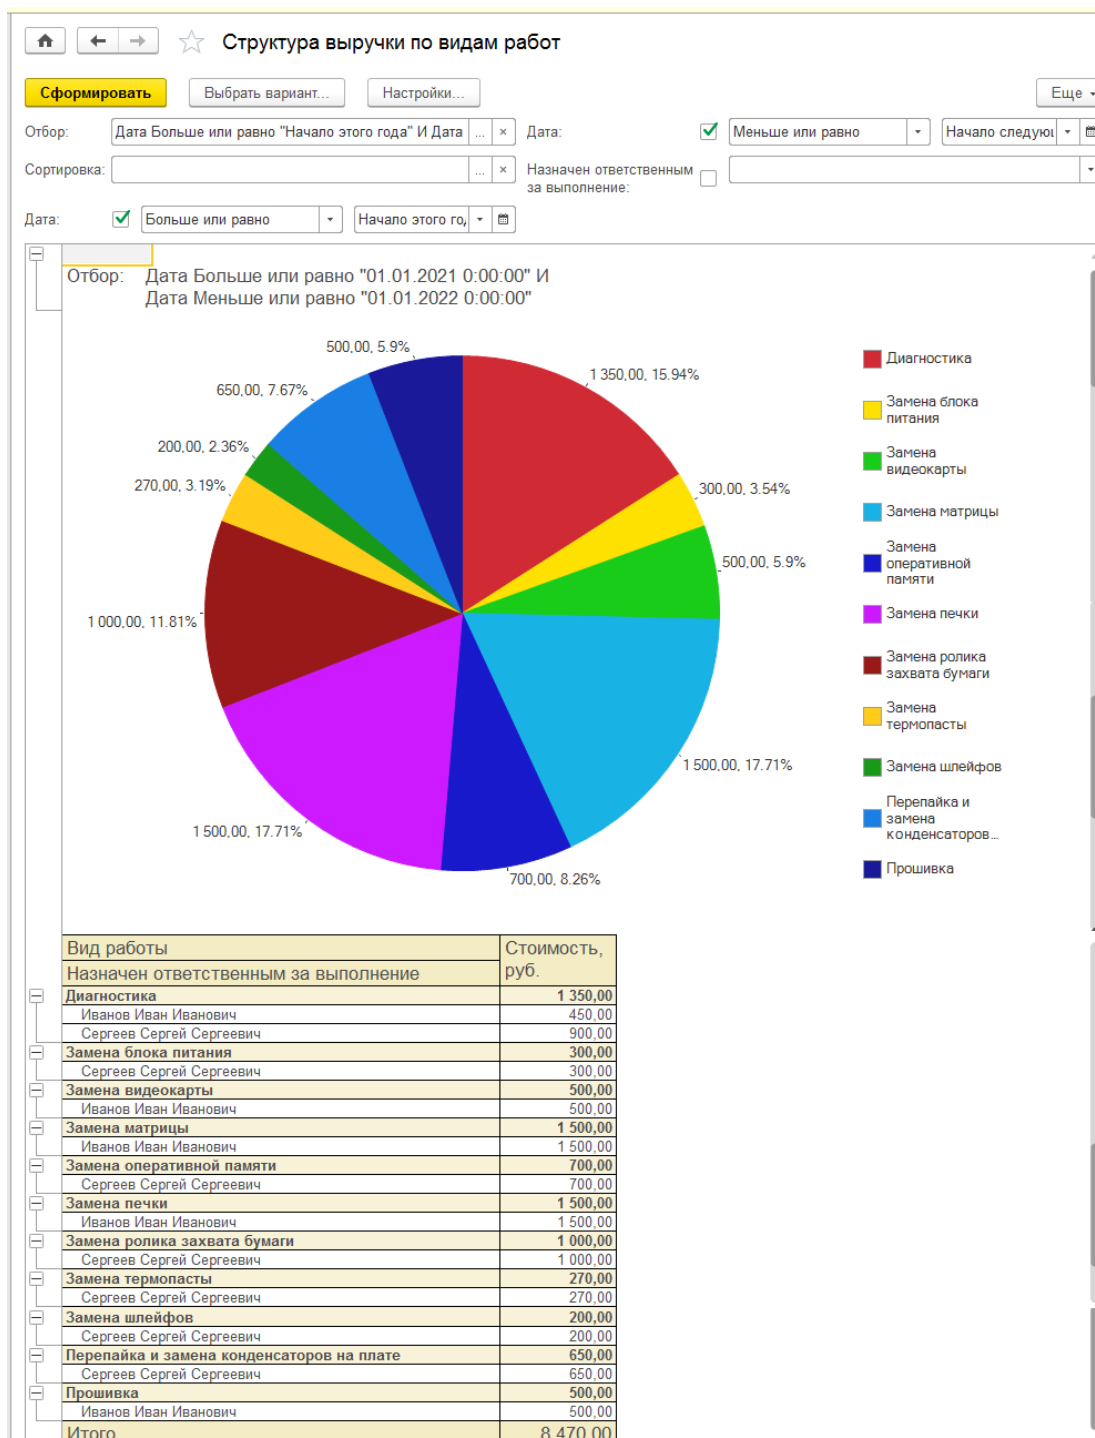 Структура выручки по видам работ
Сформировать Выбрать вариант... Настройки... Еще
Отбор: Дата Больше или равно "Начало этого года" И Дата ... × Дата: Меньше или равно Начало следующ
Сортировка: ... × Назначен ответственным
за выполнение:
Дата: Больше или равно Начало этого го,
Отбор: Дата Больше или равно "01.01.2021 0:00:00" И
Дата Меньше или равно "01.01.2022 0:00:00"
500,00, 5.9%
1 350,00, 15.94%
650,00, 7.67%
200,00, 2.36%
270,00, 3.19%
300,00, 3.54%
500,00, 5.9%
1 000,00, 11.81%
1 500,00, 17.71%
1 500,00, 17.71%
700,00, 8.26%
Диагностика
Замена блока
питания
Замена
видеокарты
Замена матрицы
Замена
оперативной
памяти
Замена печки
Замена ролика
захвата бумаги
Замена
термопасты
Замена шлейфов
Перепайка и
замена
конденсаторов...
Прошивка
Вид работы Стоимость,
Назначен ответственным за выполнение руб.
Диагностика 1 350,00
Иванов Иван Иванович 450,00
Сергеев Сергей Сергеевич 900,00
Замена блока питания 300,00
Сергеев Сергей Сергеевич 300,00
Замена видеокарты 500,00
Иванов Иван Иванович 500,00
Замена матрицы 1 500,00
Иванов Иван Иванович 1 500,00
Замена оперативной памяти 700,00
Сергеев Сергей Сергеевич 700,00
Замена печки 1 500,00
Иванов Иван Иванович 1 500,00
Замена ролика захвата бумаги 1 000,00
Сергеев Сергей Сергеевич 1 000,00
Замена термопасты 270,00
Сергеев Сергей Сергеевич 270,00
Замена шлейфов 200,00
Сергеев Сергей Сергеевич 200,00
Перепайка и замена конденсаторов на плате 650,00
Сергеев Сергей Сергеевич 650,00
Прошивка 500,00
Иванов Иван Иванович 500,00
Итого 8 470,00